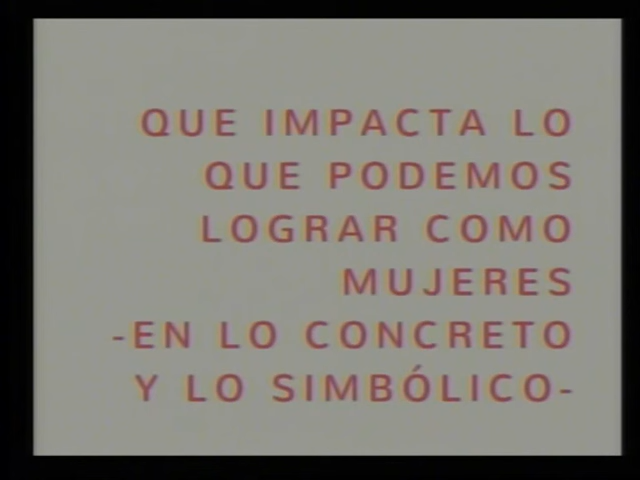 QUE IMPACTA LO
QUE PODEMOS
LOGRAR COMO
MUJERES
-EN LO CONCRETO
Y LO SIMBÓLICO-